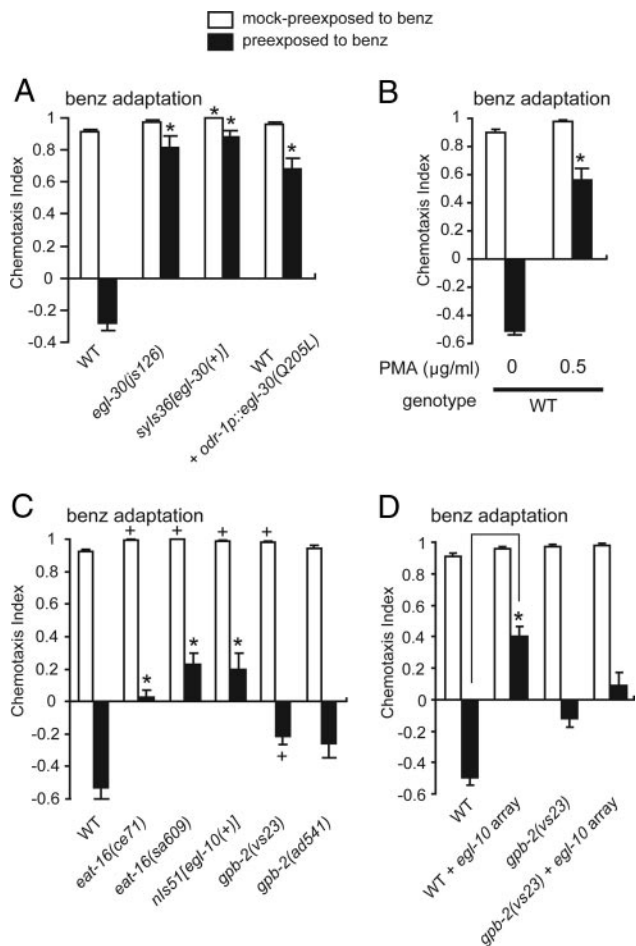 mock-preexposed to benz
preexposed to benz
A
benz adaptation
Chemotaxis Index
1
0.8
0.6
0.4
0.2
0
-0.2
-0.4
* * * *
WT
egl-30(js126)
syIs36[egl-30(+)]
WT
+ odr-1p::egl-30(Q205L)
B
benz adaptation
Chemotaxis Index
1
0.8
0.6
0.4
0.2
0
-0.2
-0.4
-0.6
*
PMA (μg/ml) 0 0.5
genotype WT
C
benz adaptation
Chemotaxis Index
1
0.8
0.6
0.4
0.2
0
-0.2
-0.4
-0.6
+ + + +
* * *
+
WT
eat-16(ce71)
eat-16(sa609)
nIs51[egl-10(+)]
gpb-2(vs23)
gpb-2(ad541)
D
benz adaptation
Chemotaxis Index
1
0.8
0.6
0.4
0.2
0
-0.2
-0.4
-0.6
*
WT
WT + egl-10 array
gpb-2(vs23)
gpb-2(vs23) + egl-10 array